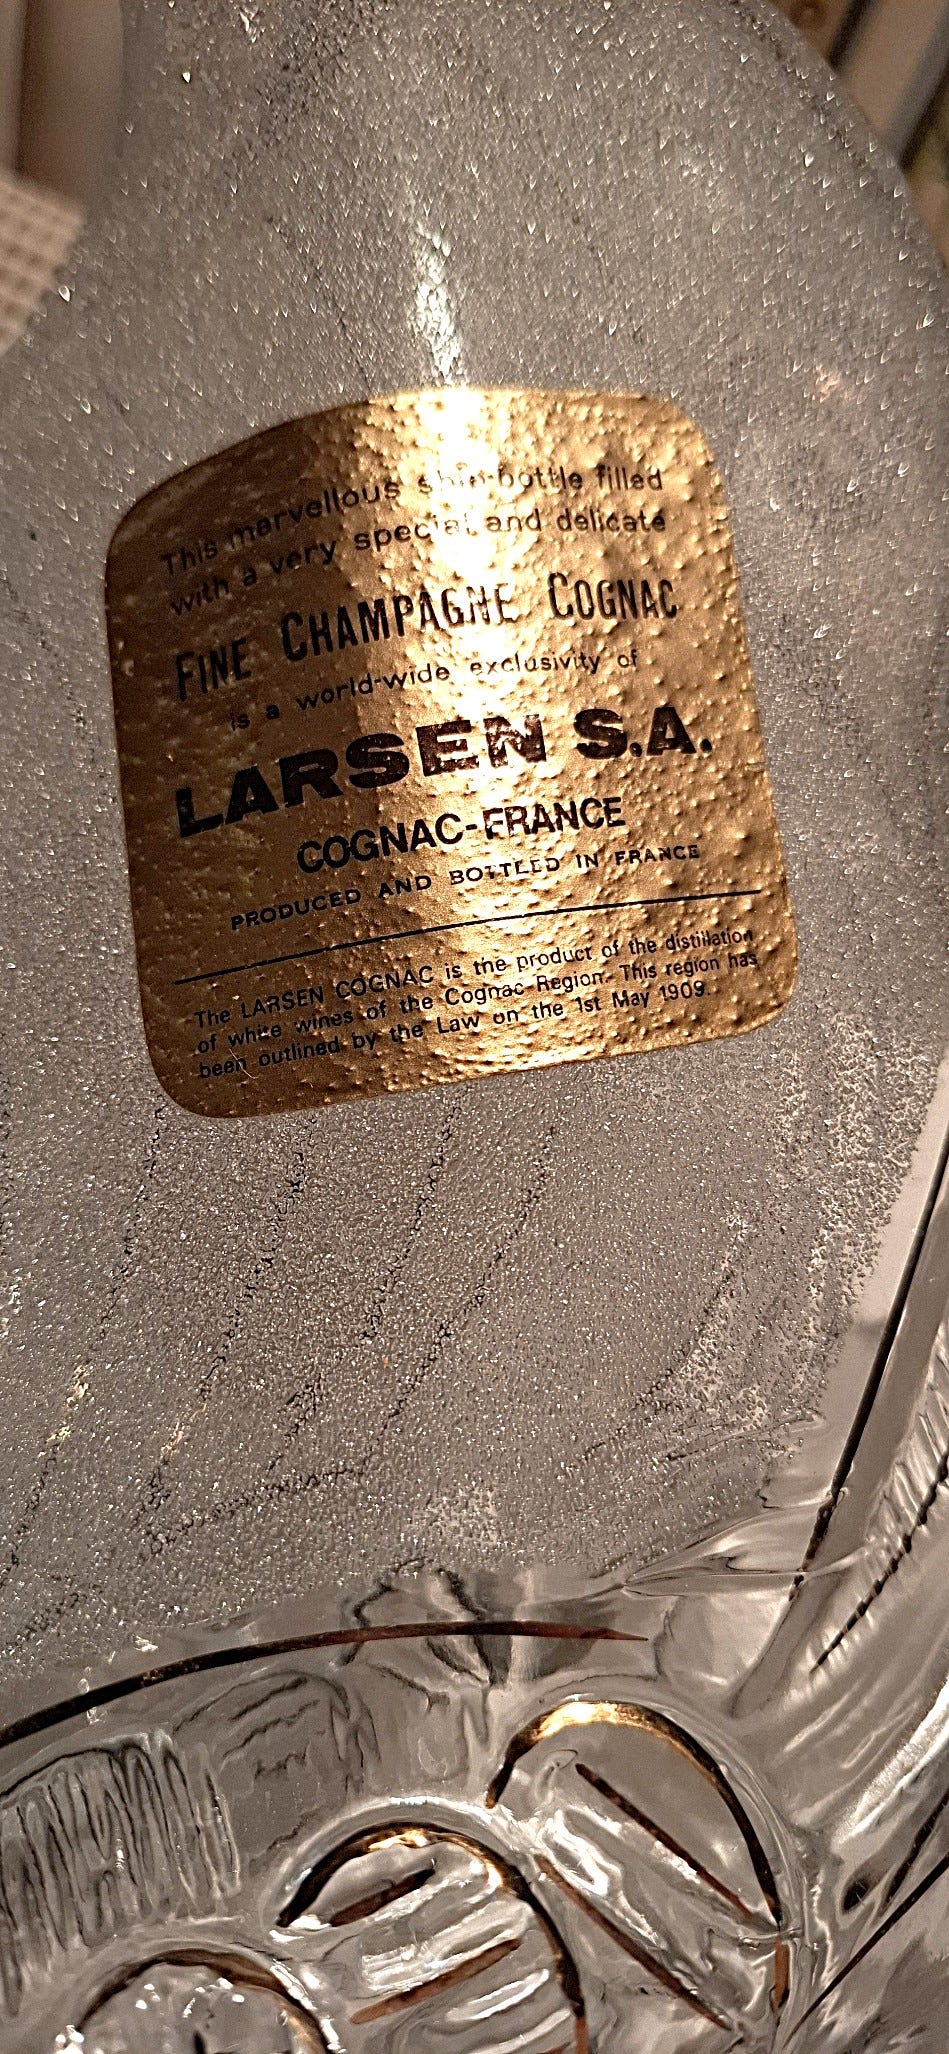 This marvellous ship-bottle filled
with a very special and delicate
FINE CHAMPAGNE COGNAC
is a world-wide exclusivity of
LARSEN S.A.
COGNAC-FRANCE
PRODUCED AND BOTTLED IN FRANCE
The LARSEN COGNAC is the product of the distillation
of white wines of the Cognac Region. This region has
been outlined by the Law on the 1st May 1909.